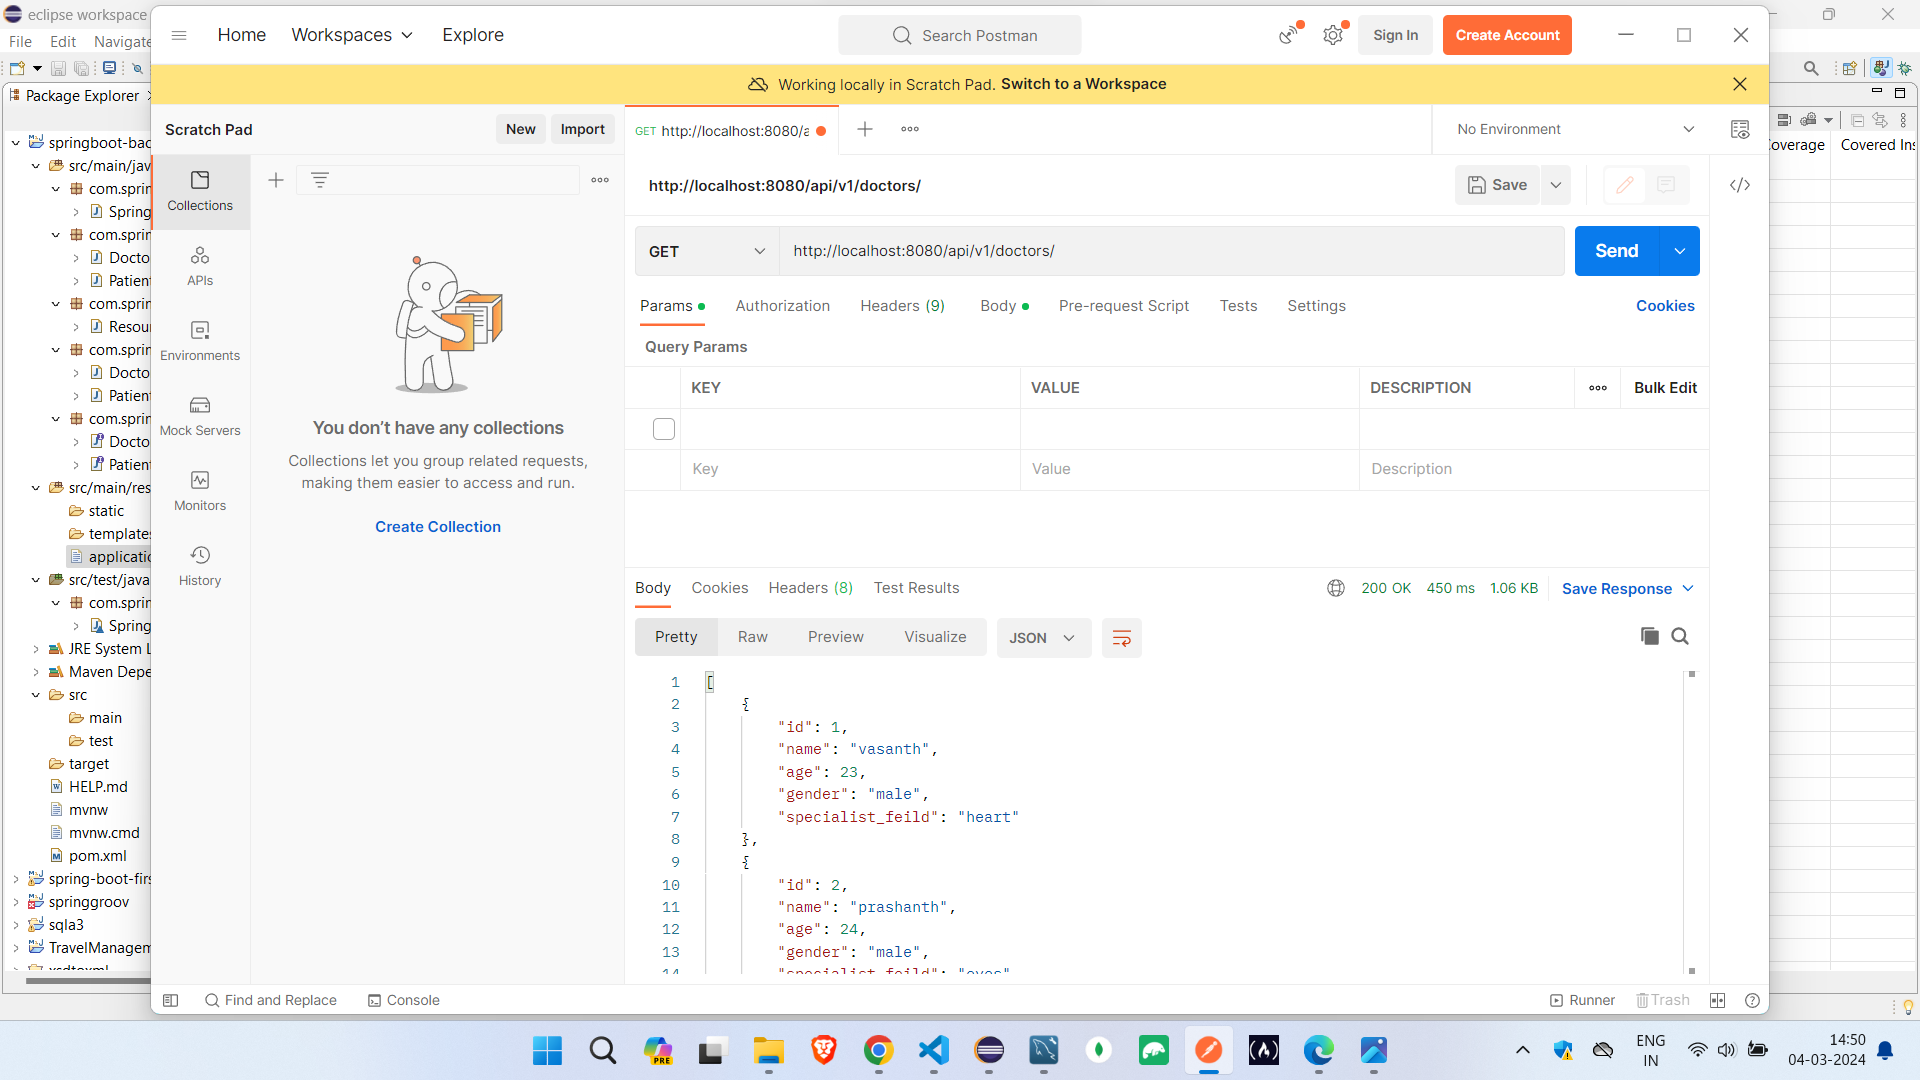 eclipse workspace
File Edit Navigate
Home Workspaces Explore
Search Postman
Sign In Create Account
Working locally in Scratch Pad. Switch to a Workspace
Package Explorer
Scratch Pad
New Import
GET http://localhost:8080/a
No Environment
http://localhost:8080/api/v1/doctors/
Save
GET http://localhost:8080/api/v1/doctors/
Send
Params Authorization Headers (9) Body Pre-request Script Tests Settings
Cookies
Query Params
KEY VALUE DESCRIPTION
Bulk Edit
Key Value Description
Collections
APIs
Environments
Mock Servers
Monitors
History
You don’t have any collections
Collections let you group related requests,
making them easier to access and run.
Create Collection
Body Cookies Headers (8) Test Results
200 OK 450 ms 1.06 KB Save Response
Pretty Raw Preview Visualize JSON
1 [
2 {
3 "id": 1,
4 "name": "vasanth",
5 "age": 23,
6 "gender": "male",
7 "specialist_feild": "heart"
8 },
9 {
10 "id": 2,
11 "name": "prashanth",
12 "age": 24,
13 "gender": "male",
14 "specialist_feild": "eyes"
Find and Replace Console
Runner Trash
springboot-bac
src/main/jav
com.sprin
Spring
com.sprin
Docto
Patien
com.sprin
Resour
com.sprin
Docto
Patien
com.sprin
Docto
Patien
src/main/res
static
templates
applicatio
src/test/java
com.sprin
Spring
JRE System L
Maven Depe
src
main
test
target
HELP.md
mvnw
mvnw.cmd
pom.xml
spring-boot-firs
springgroov
sqla3
TravelManagem
Coverage Covered Ins
PRE
ENG
IN
14:50
04-03-2024